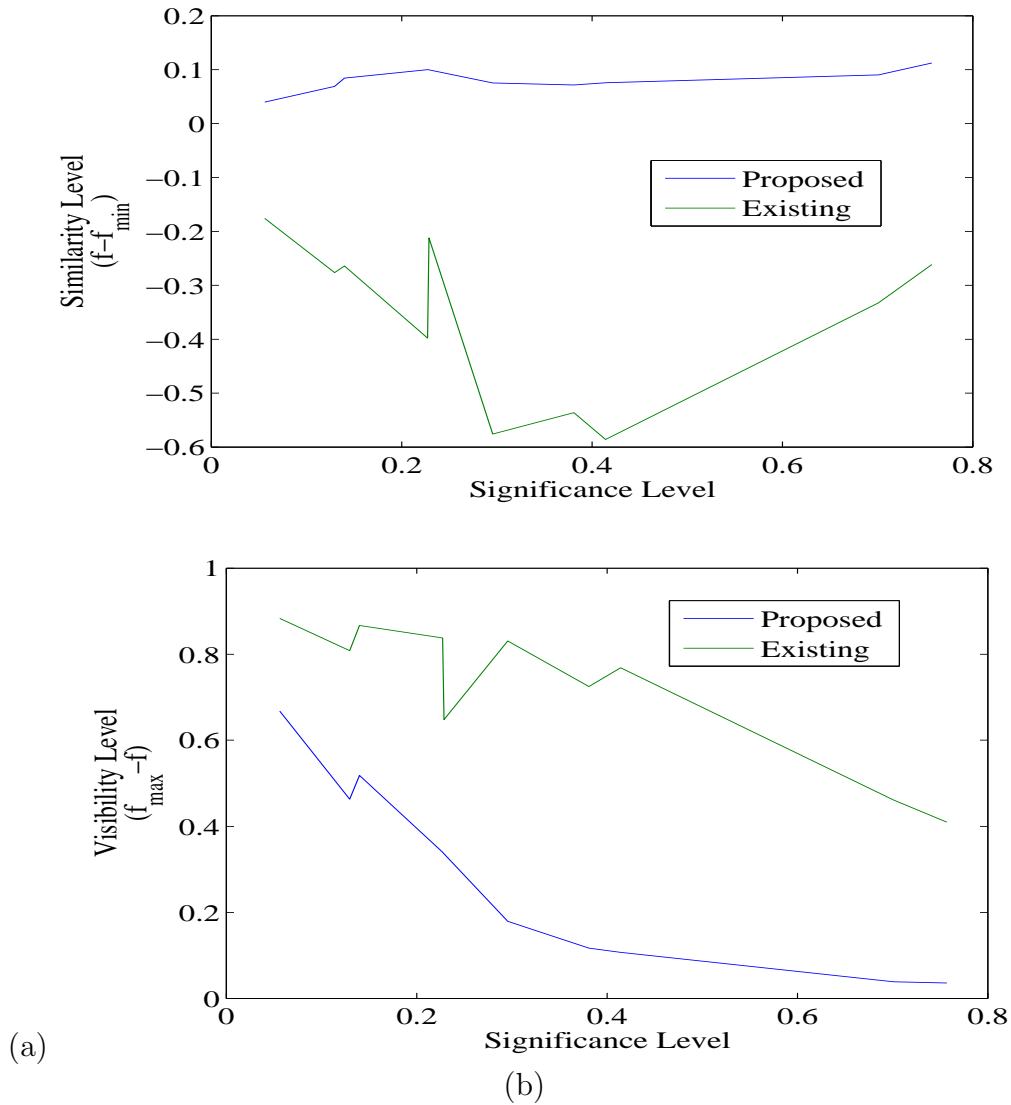 0.2
0.1
0
−0.1
−0.2
−0.3
−0.4
−0.5
−0.6
Similarity Level
(f−f_min)
Proposed
Existing
0 0.2 0.4 0.6 0.8
Significance Level
1
0.8
0.6
0.4
0.2
0
Visibility Level
(f_max −f)
Proposed
Existing
0 0.2 0.4 0.6 0.8
Significance Level
(a)
(b)